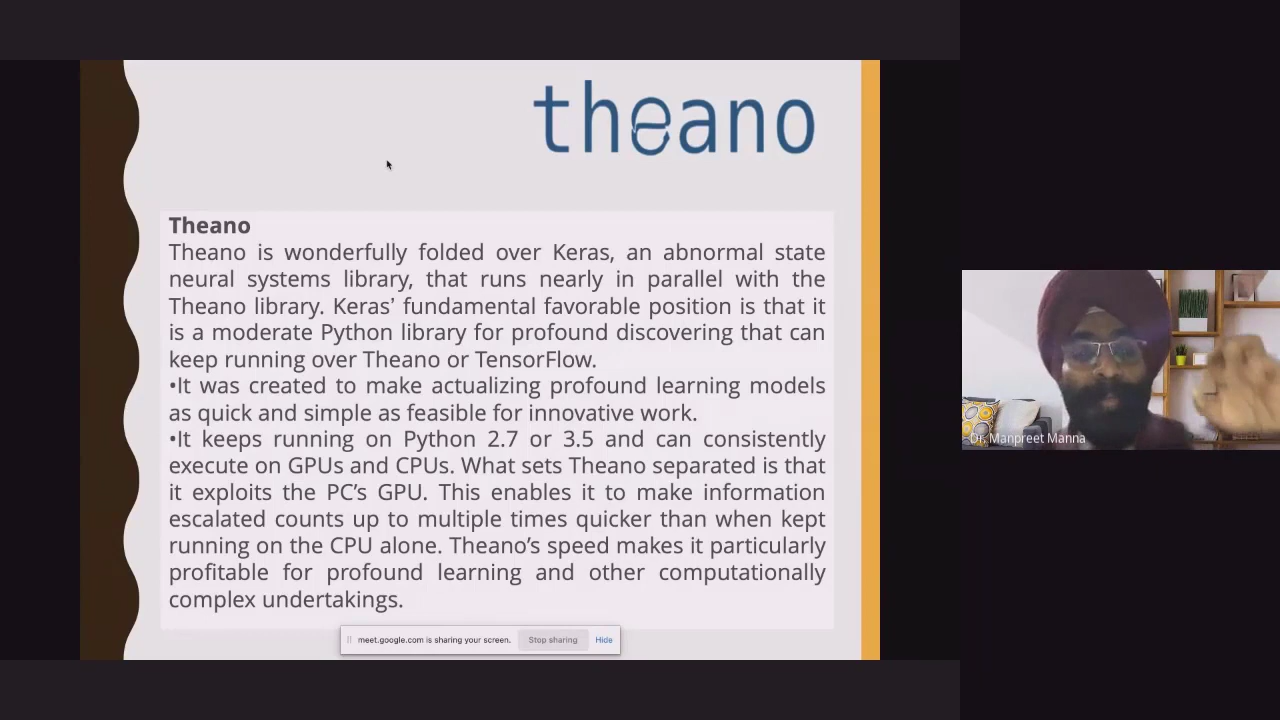 theano
Theano
Theano is wonderfully folded over Keras, an abnormal state
neural systems library, that runs nearly in parallel with the
Theano library. Keras’ fundamental favorable position is that it
is a moderate Python library for profound discovering that can
keep running over Theano or TensorFlow.
•It was created to make actualizing profound learning models
as quick and simple as feasible for innovative work.
•It keeps running on Python 2.7 or 3.5 and can consistently
execute on GPUs and CPUs. What sets Theano separated is that
it exploits the PC’s GPU. This enables it to make information
escalated counts up to multiple times quicker than when kept
running on the CPU alone. Theano’s speed makes it particularly
profitable for profound learning and other computationally
complex undertakings.
meet.google.com is sharing your screen. Stop sharing Hide
Dr. Manpreet Manna